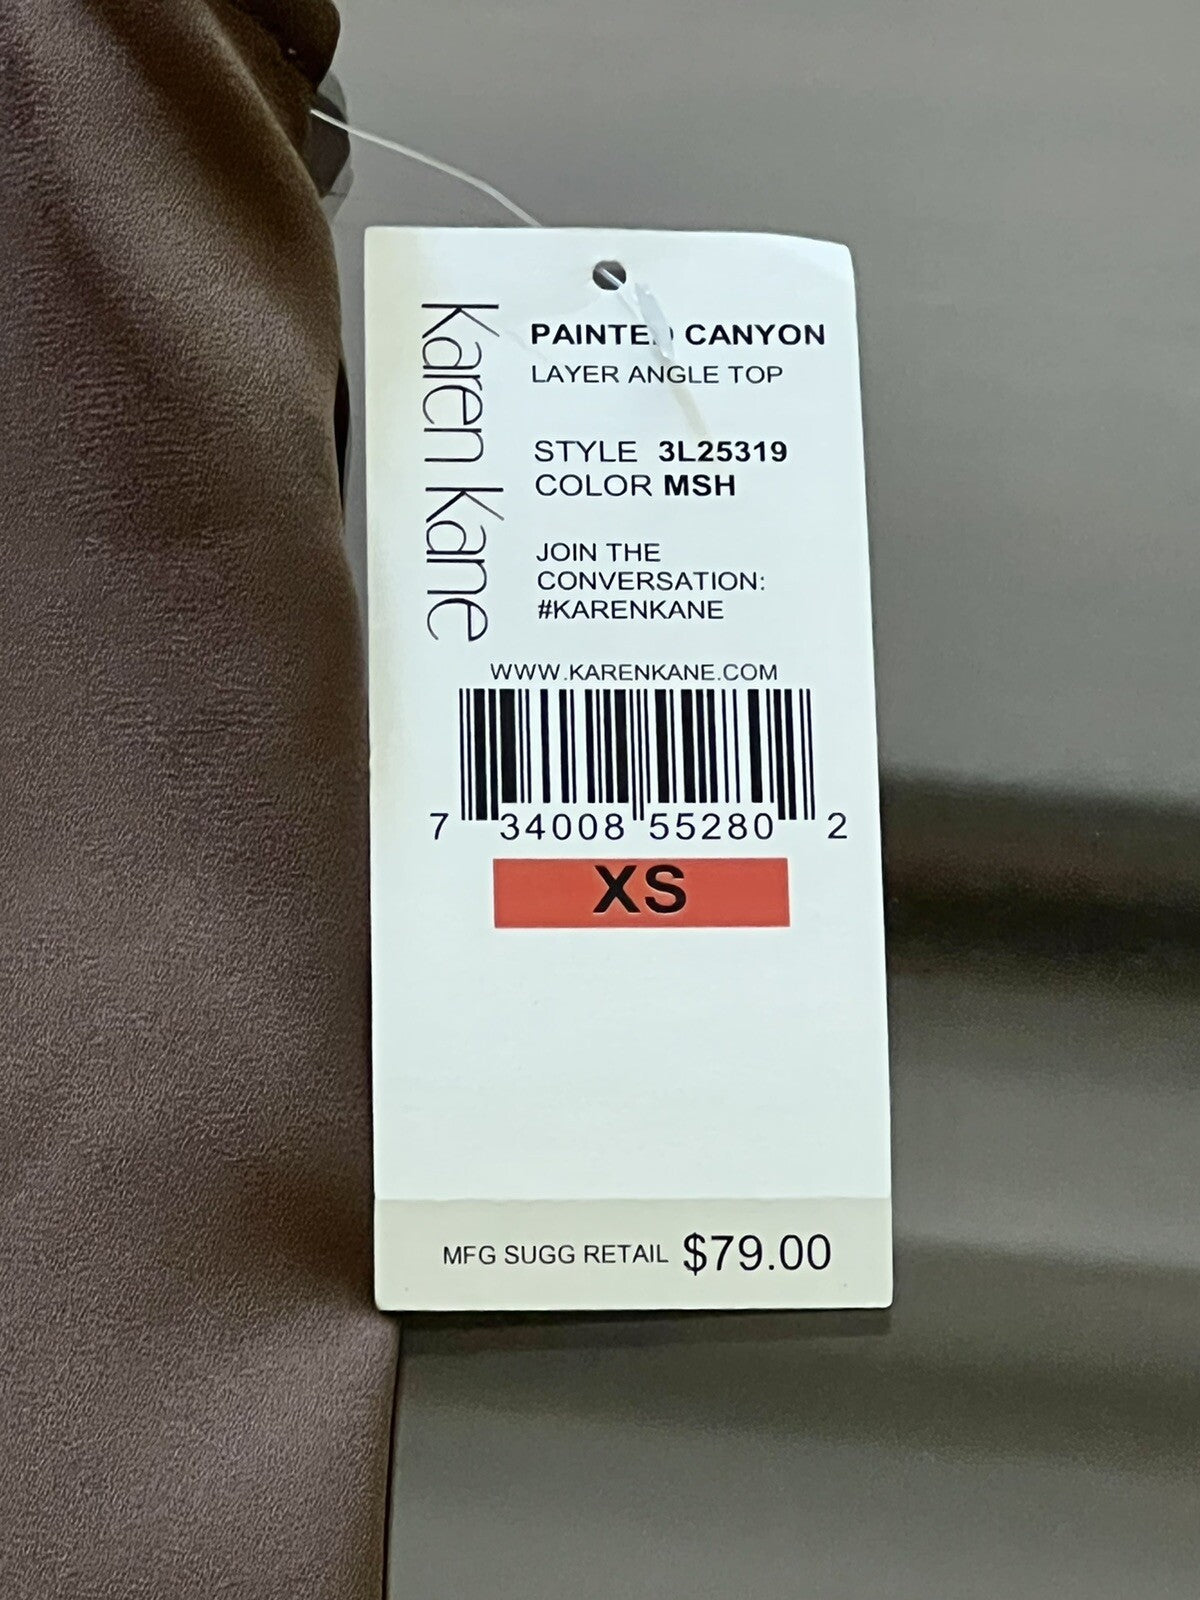 Karen Kane
PAINTED CANYON
LAYER ANGLE TOP
STYLE 3L25319
COLOR MSH
JOIN THE
CONVERSATION:
#KARENKANE
WWW.KARENKANE.COM
7 34008 55280 2
XS
MFG SUGG RETAIL $79.00